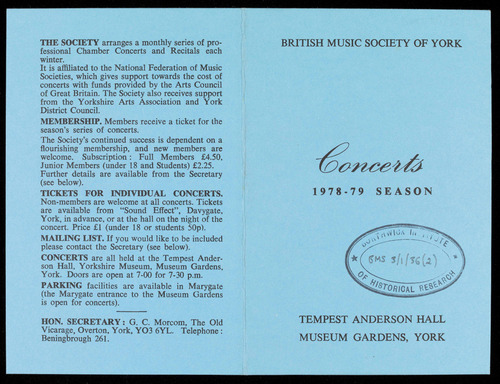 THE SOCIETY arranges a monthly series of pro-
fessional Chamber Concerts and Recitals each
winter.
It is affiliated to the National Federation of Music
Societies, which gives support towards the cost of
concerts with funds provided by the Arts Council
of Great Britain. The Society also receives support
from the Yorkshire Arts Association and York
District Council.
MEMBERSHIP. Members receive a ticket for the
season's series of concerts.
The Society's continued success is dependent on a
flourishing membership, and new members are
welcome. Subscription: Full Members £4.50,
Junior Members (under 18 and Students) £2.25.
Further details are available from the Secretary
(see below).
TICKETS FOR INDIVIDUAL CONCERTS.
Non-members are welcome at all concerts. Tickets
are available from "Sound Effect", Davygate,
York, in advance, or at the hall on the night of the
concert. Price £1 (under 18 or students 50p).
MAILING LIST. If you would like to be included
please contact the Secretary (see below).
CONCERTS are all held at the Tempest Ander-
son Hall, Yorkshire Museum, Museum Gardens,
York. Doors are open at 7-00 for 7-30 p.m.
PARKING facilities are available in Marygate
(the Marygate entrance to the Museum Gardens
is open for concerts).
HON. SECRETARY: G. C. Morcom, The Old
Vicarage, Overton, York, YO3 6YL. Telephone:
Beningbrough 261.
BRITISH MUSIC SOCIETY OF YORK
Concerts
1978-79 SEASON
BORTHWICK INSTITUTE
BMS 3/1/56(2)
OF HISTORICAL RESEARCH
TEMPEST ANDERSON HALL
MUSEUM GARDENS, YORK